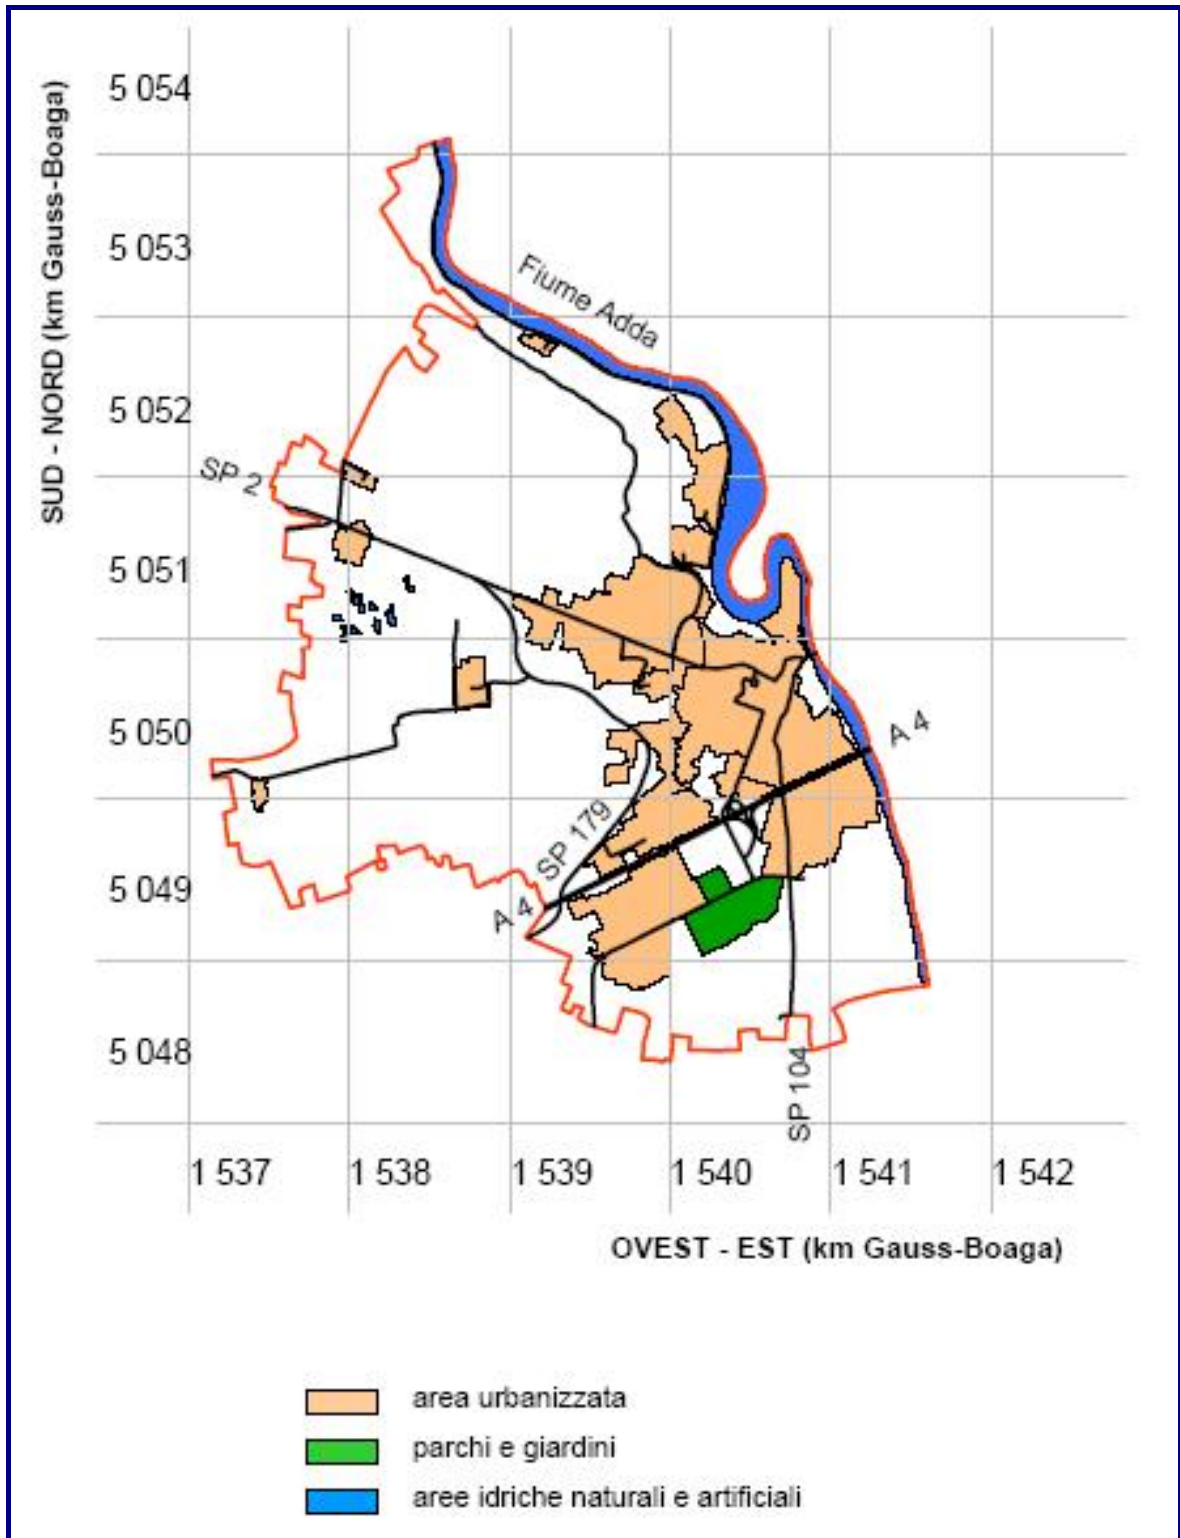 SUD - NORD (km Gauss-Boaga)
5 054
5 053
5 052
5 051
5 050
5 049
5 048
Fiume Adda
SP 2
A 4
SP 179
A 4
SP 104
1 537
1 538
1 539
1 540
1 541
1 542
OVEST - EST (km Gauss-Boaga)
area urbanizzata
parchi e giardini
aree idriche naturali e artificiali